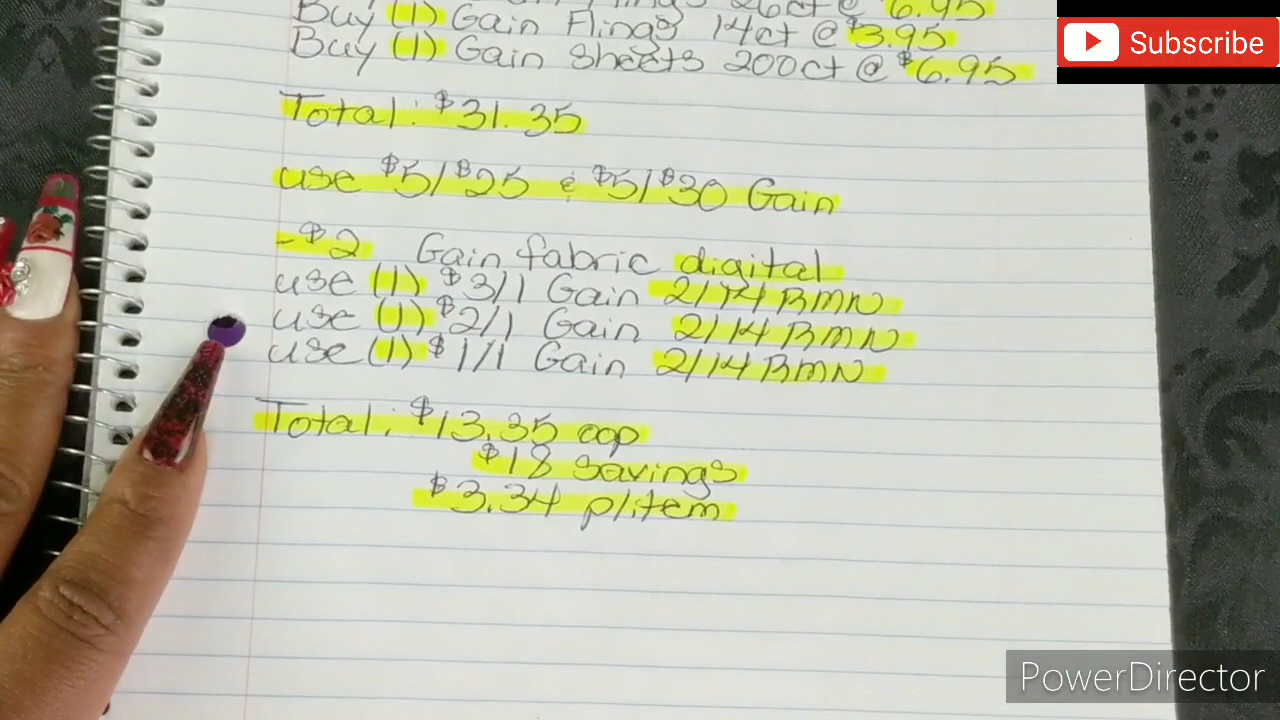 26ct @ 6.95
Buy (1) Gain Flings 14ct @ $3.95
Buy (1) Gain Sheets 200ct @ $6.95
Total: $31.35
use $5/$25 & $5/$30 Gain
-$2 Gain fabric digital
use (1) $3/1 Gain 2/14 RMN
use (1) $2/1 Gain 2/14 RMN
use (1) $1/1 Gain 2/14 RMN
Total: $13.35 oop
$18 savings
$3.34 p/item
Subscribe
PowerDirector